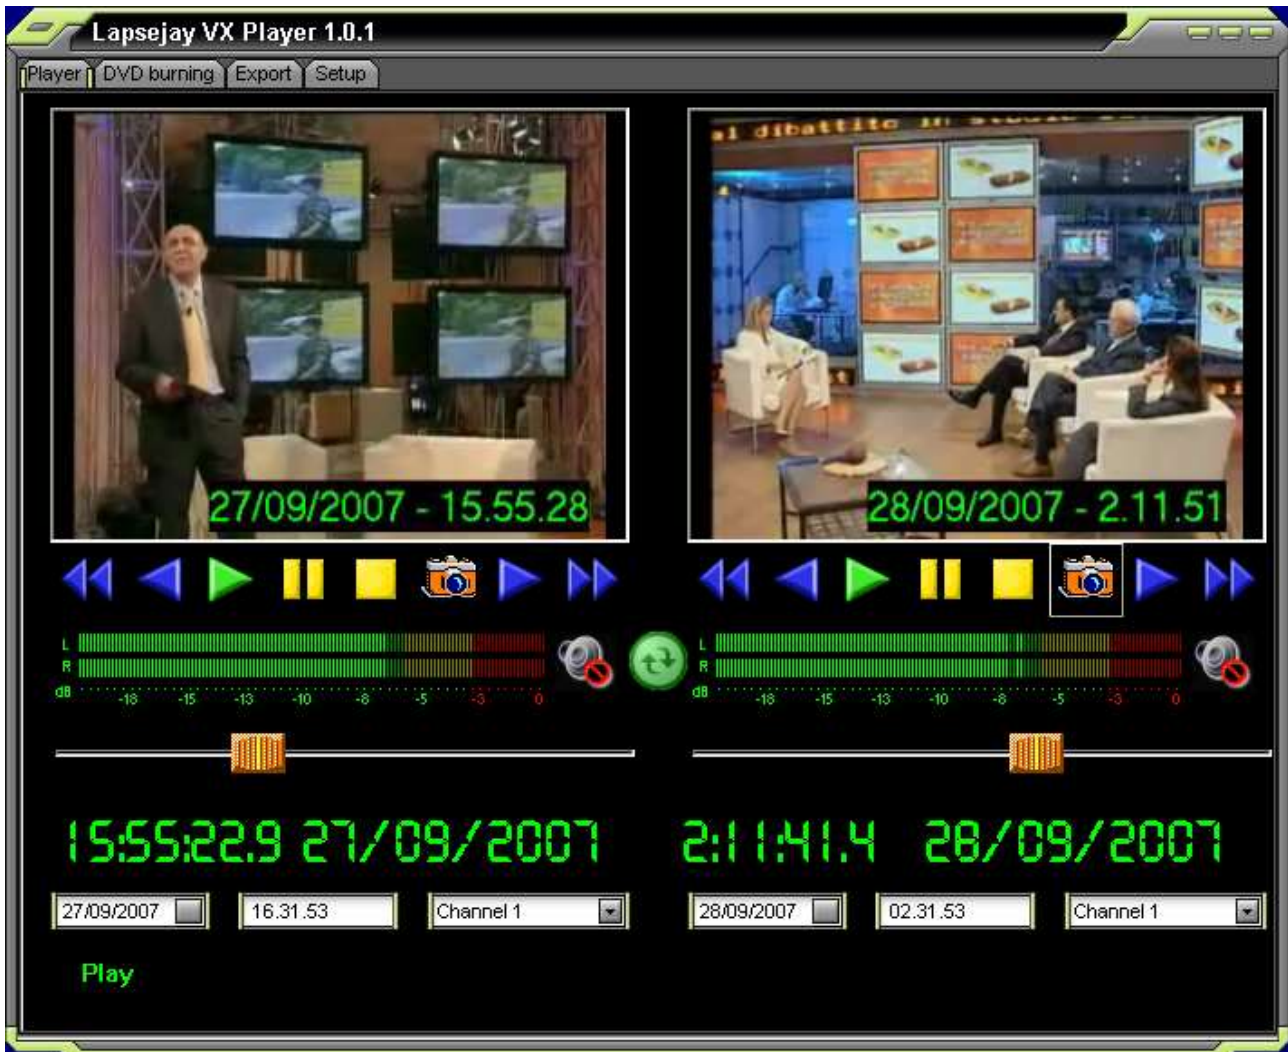 Lapsejay VX Player 1.0.1
Player DVD burning Export Setup
al dibattito in studio
27/09/2007 - 15.55.28
28/09/2007 - 2.11.51
L
R
dB -18 -15 -13 -10 -8 -5 -3 0
L
R
dB -18 -15 -13 -10 -8 -5 -3 0
15:55:22.9 27/09/2007
2:11:41.4 28/09/2007
27/09/2007 16.31.53 Channel 1
28/09/2007 02.31.53 Channel 1
Play